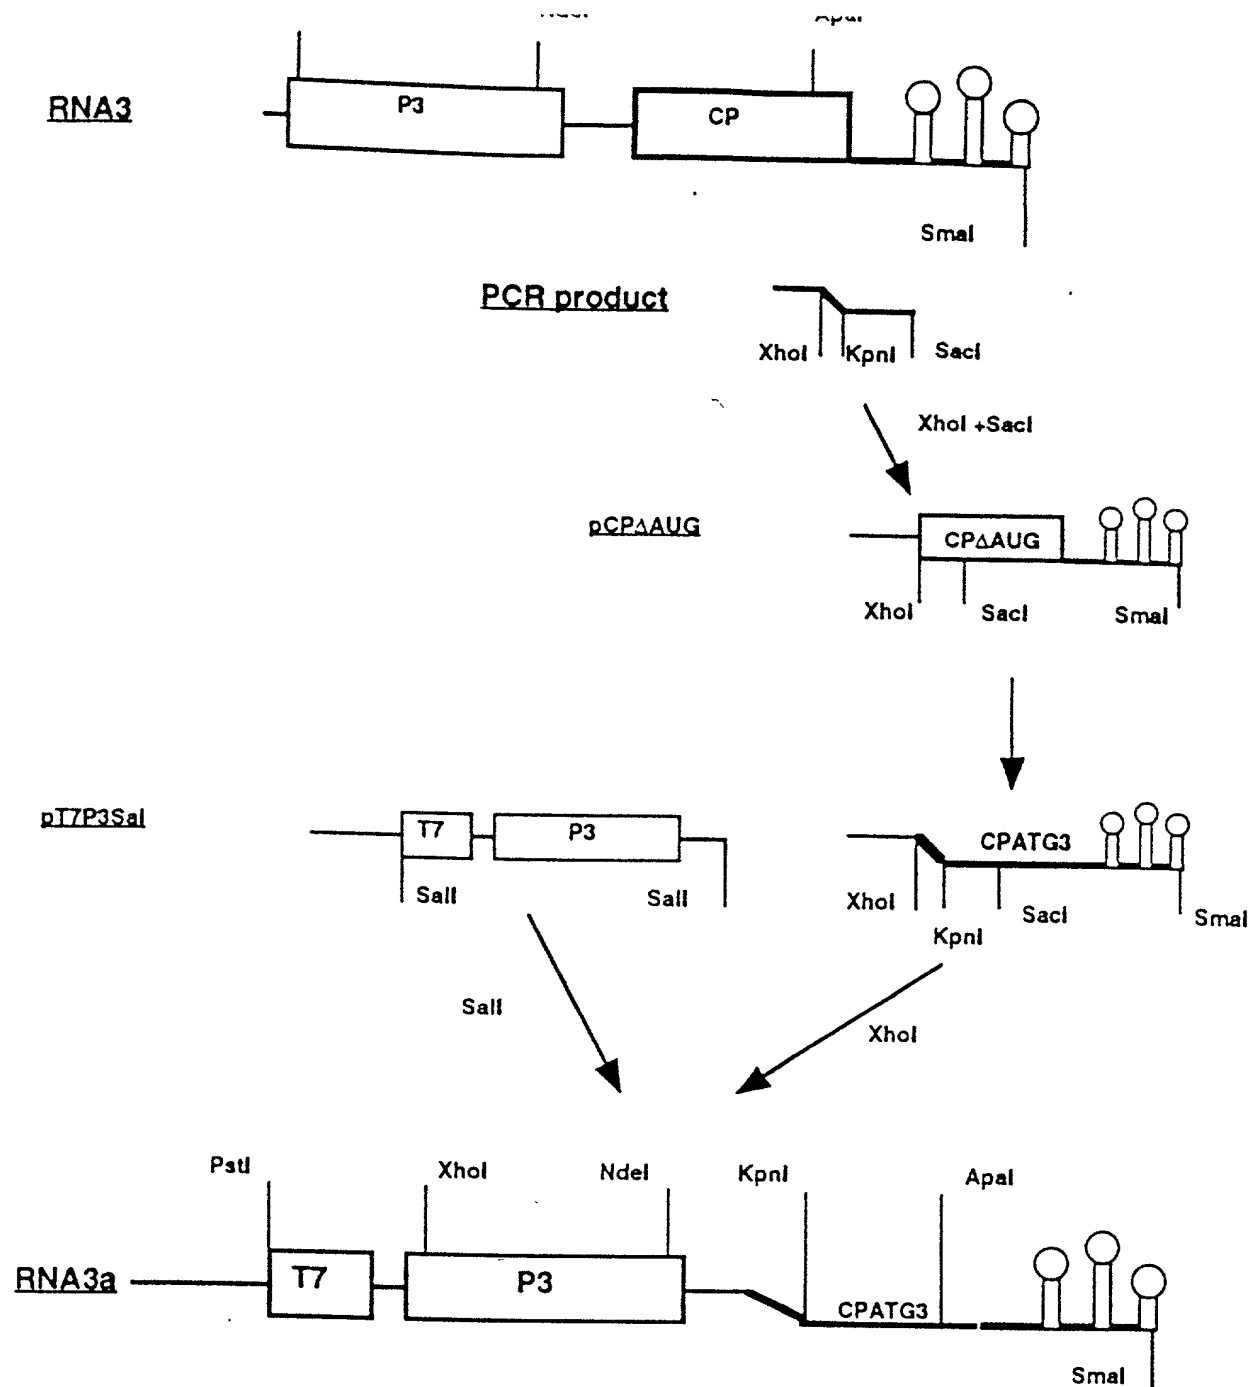 RNA3
P3
CP
SmaI
PCR product
XhoI
KpnI
SacI
XhoI +SacI
pCPΔAUG
CPΔAUG
XhoI
SacI
SmaI
pT7P3Sal
T7
P3
CPATG3
SalI
SalI
XhoI
SacI
SmaI
KpnI
SalI
XhoI
PstI
XhoI
NdeI
KpnI
ApaI
RNA3a
T7
P3
CPATG3
SmaI